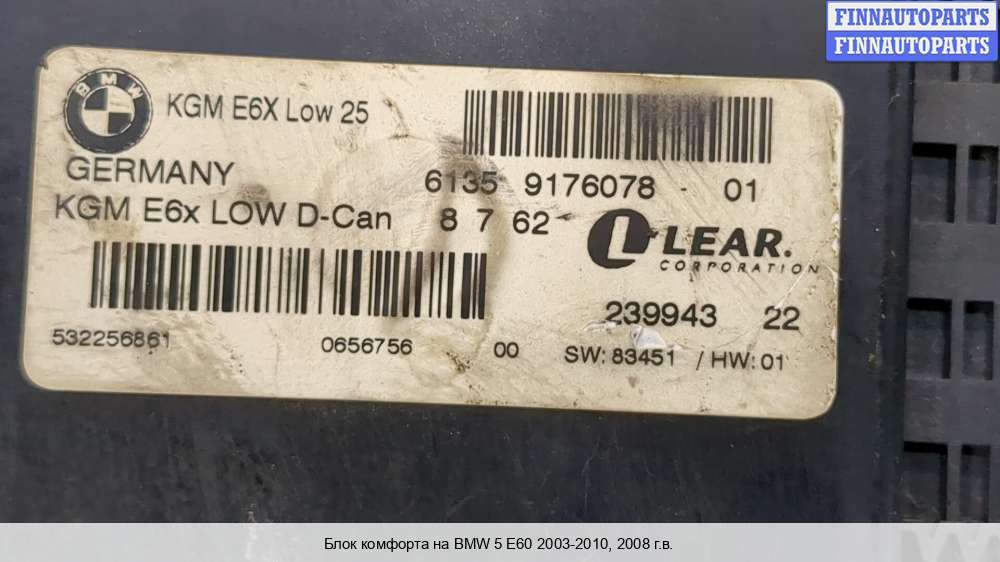 FINNAUTOPARTS
FINNAUTOPARTS
BMW
KGM E6X Low 25
GERMANY
6135 9176078 - 01
KGM E6x LOW D-Can 8 7 62
LEAR.
CORPORATION
239943 22
532256861 0656756 00 SW: 83451 / HW: 01
Блок комфорта на BMW 5 E60 2003-2010, 2008 г.в.